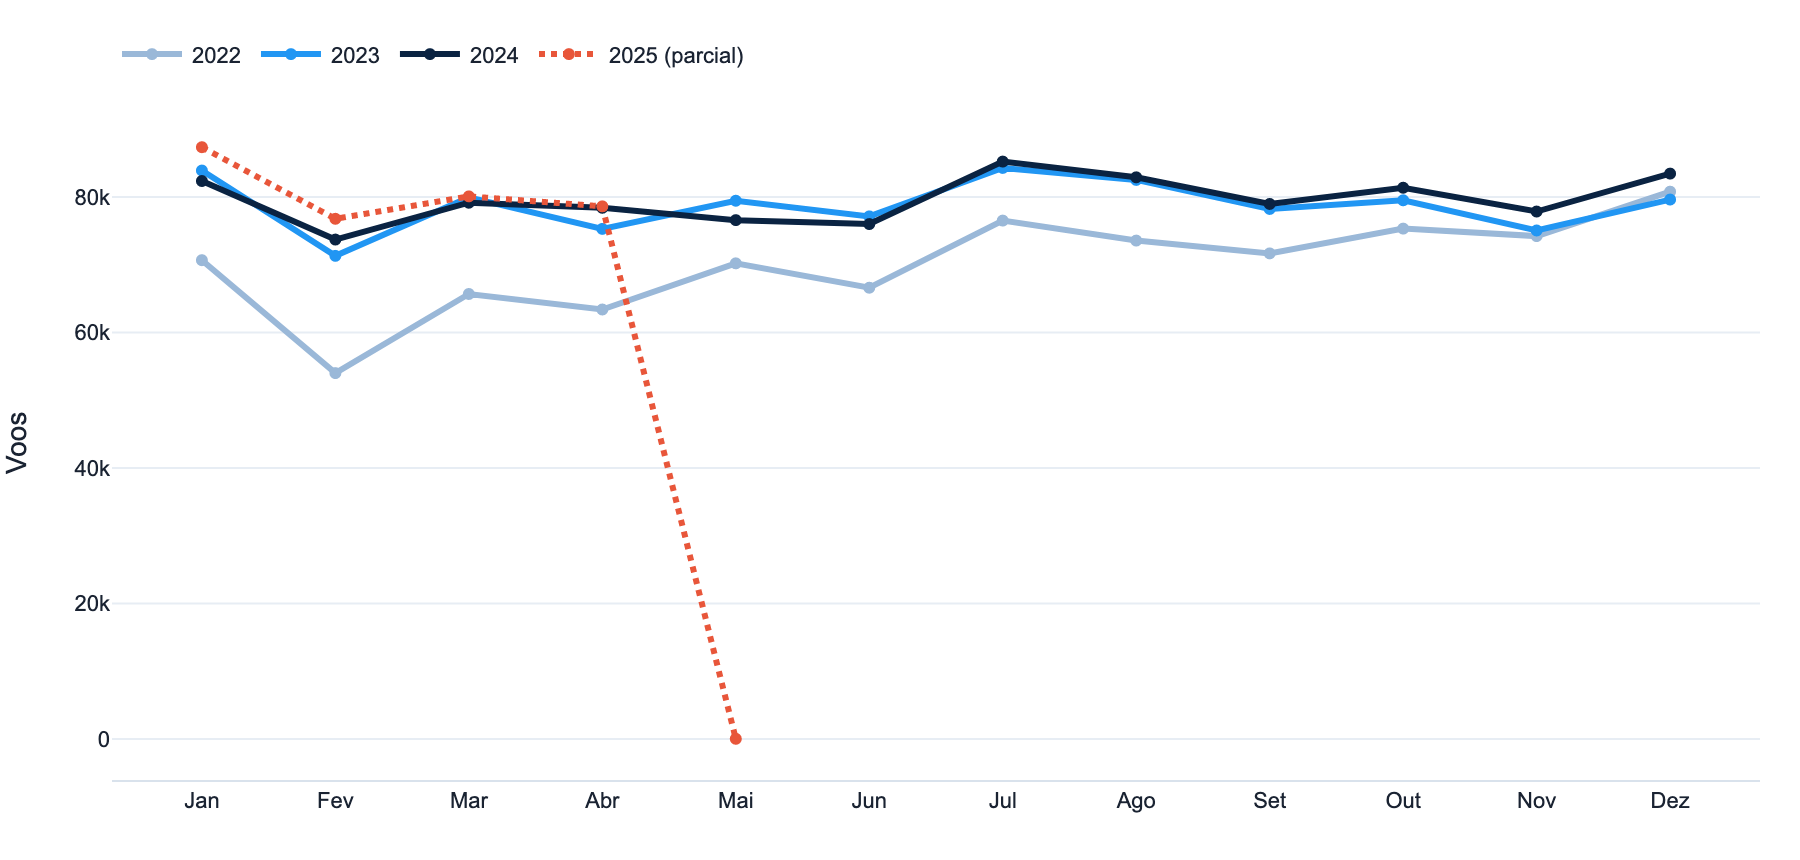 2022 2023 2024 2025 (parcial)
80k
60k
40k
20k
0
Voos
Jan Fev Mar Abr Mai Jun Jul Ago Set Out Nov Dez